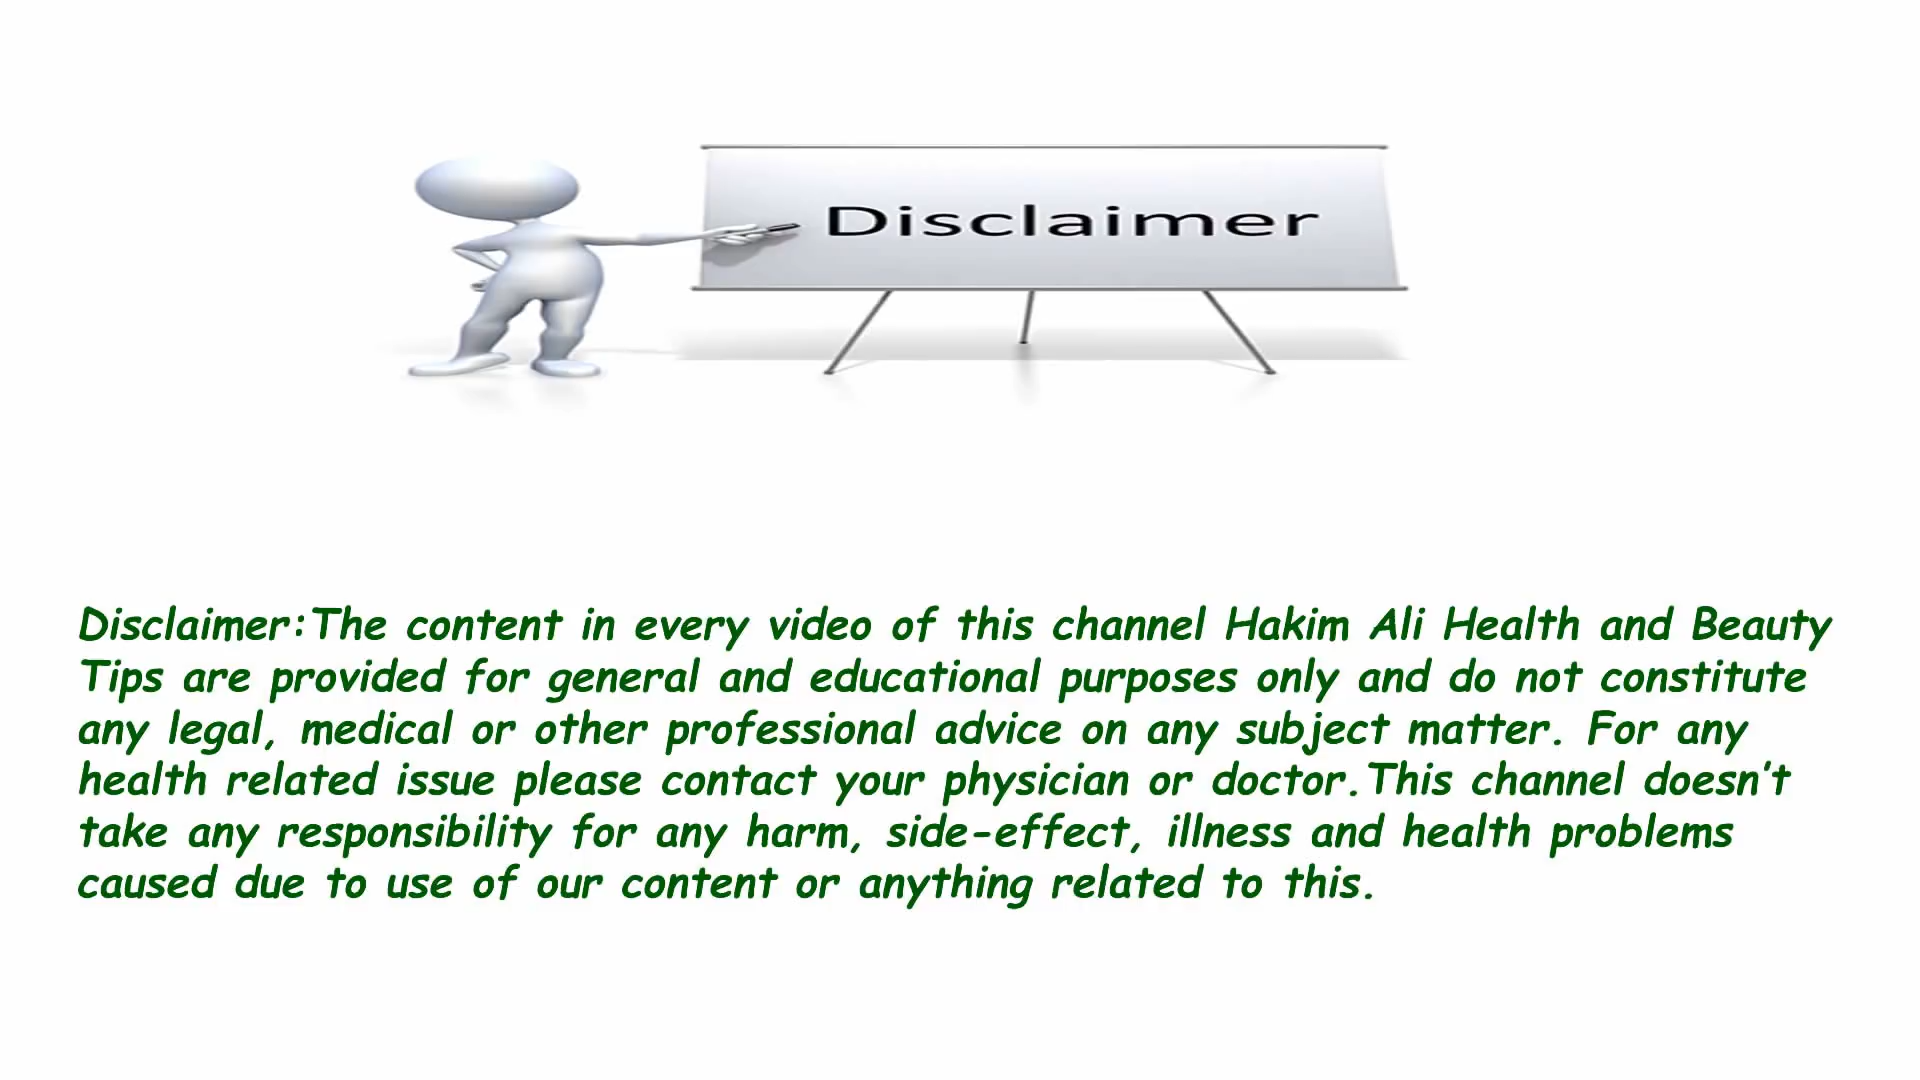 Disclaimer
Disclaimer:The content in every video of this channel Hakim Ali Health and Beauty
Tips are provided for general and educational purposes only and do not constitute
any legal, medical or other professional advice on any subject matter. For any
health related issue please contact your physician or doctor.This channel doesn't
take any responsibility for any harm, side-effect, illness and health problems
caused due to use of our content or anything related to this.